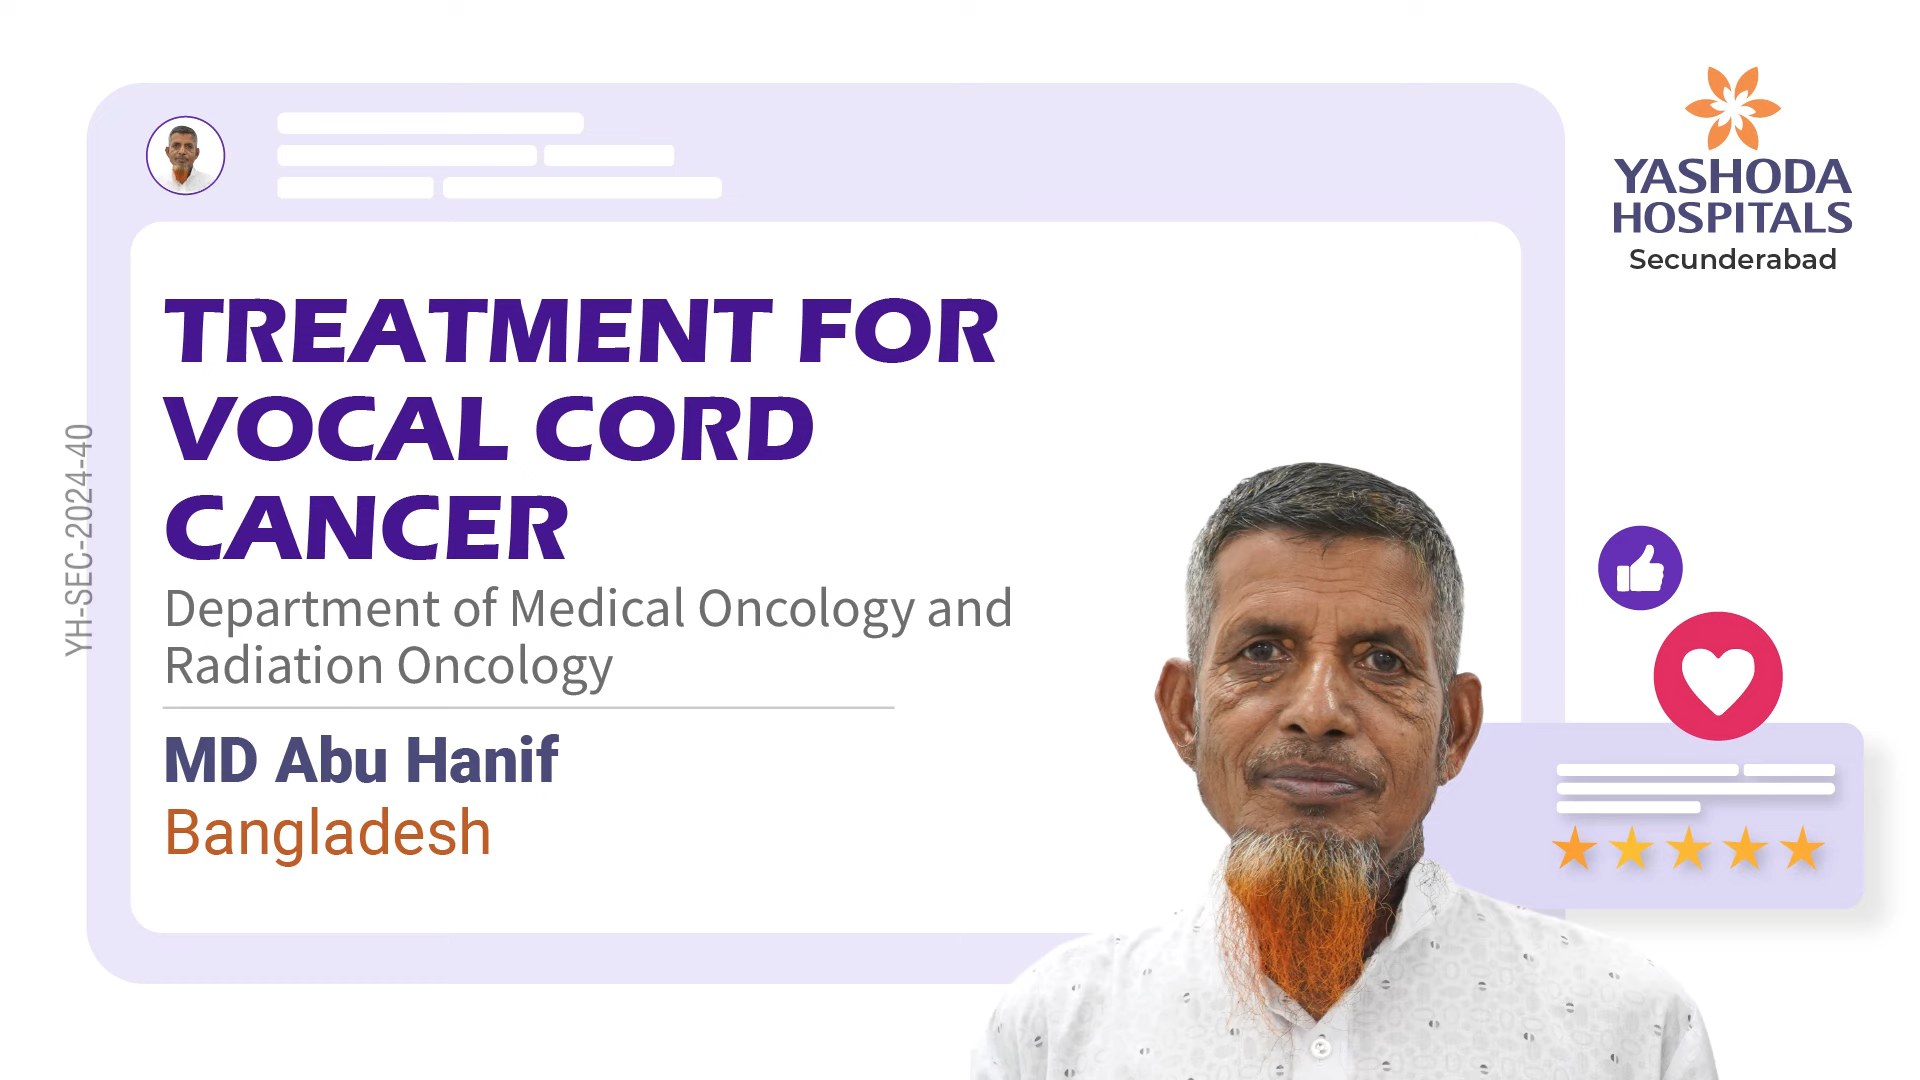 YASHODA
HOSPITALS
Secunderabad
TREATMENT FOR
VOCAL CORD
CANCER
Department of Medical Oncology and
Radiation Oncology
MD Abu Hanif
Bangladesh
YH-SEC-2024-40